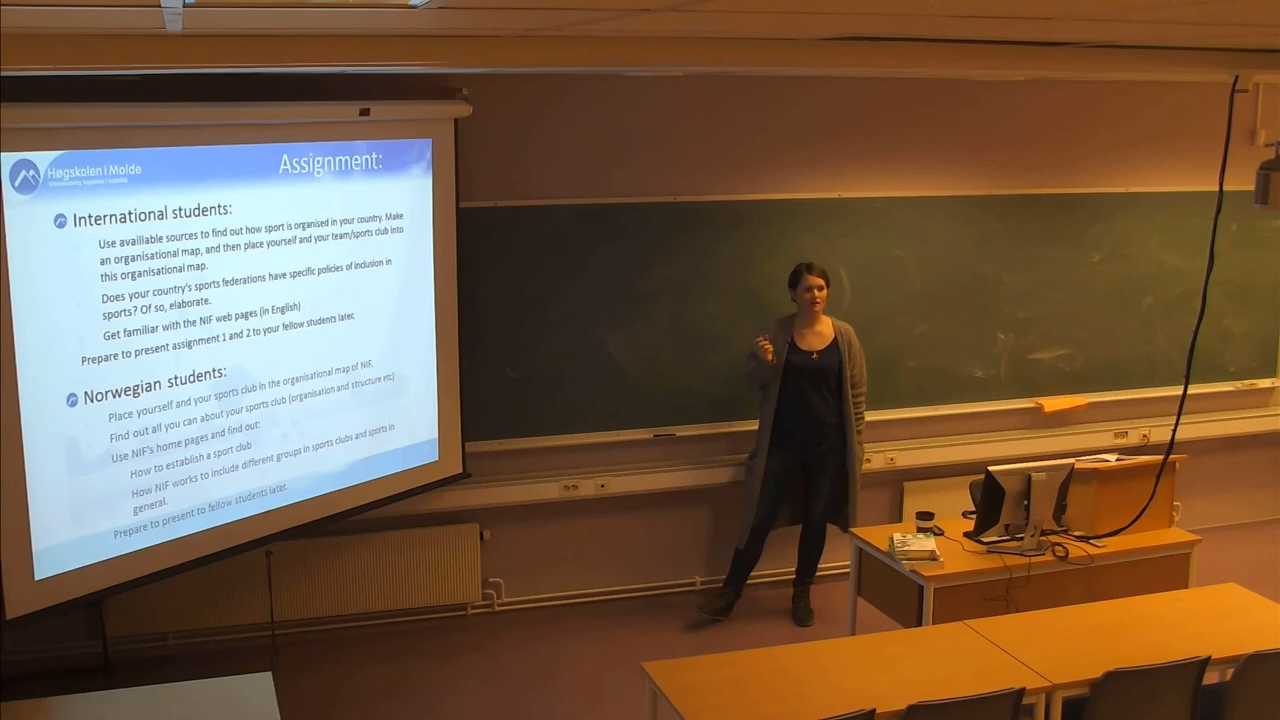 Høgskolen i Molde
Assignment:
International students:
Use availiable sources to find out how sport is organised in your country. Make
an organisational map, and then place yourself and your team/sports club into
this organisational map.
Does your country's sports federations have specific policies of inclusion in
sports? Of so, elaborate.
Get familiar with the NIF web pages (in English)
Prepare to present assignment 1 and 2 to your fellow students later.
Norwegian students:
Place yourself and your sports club in the organisational map of NIF.
Find out all you can about your sports club (organisation and structure etc)
Use NIF's home pages and find out:
How to establish a sport club
How NIF works to include different groups in sports clubs and sports in
general.
Prepare to present to fellow students later.